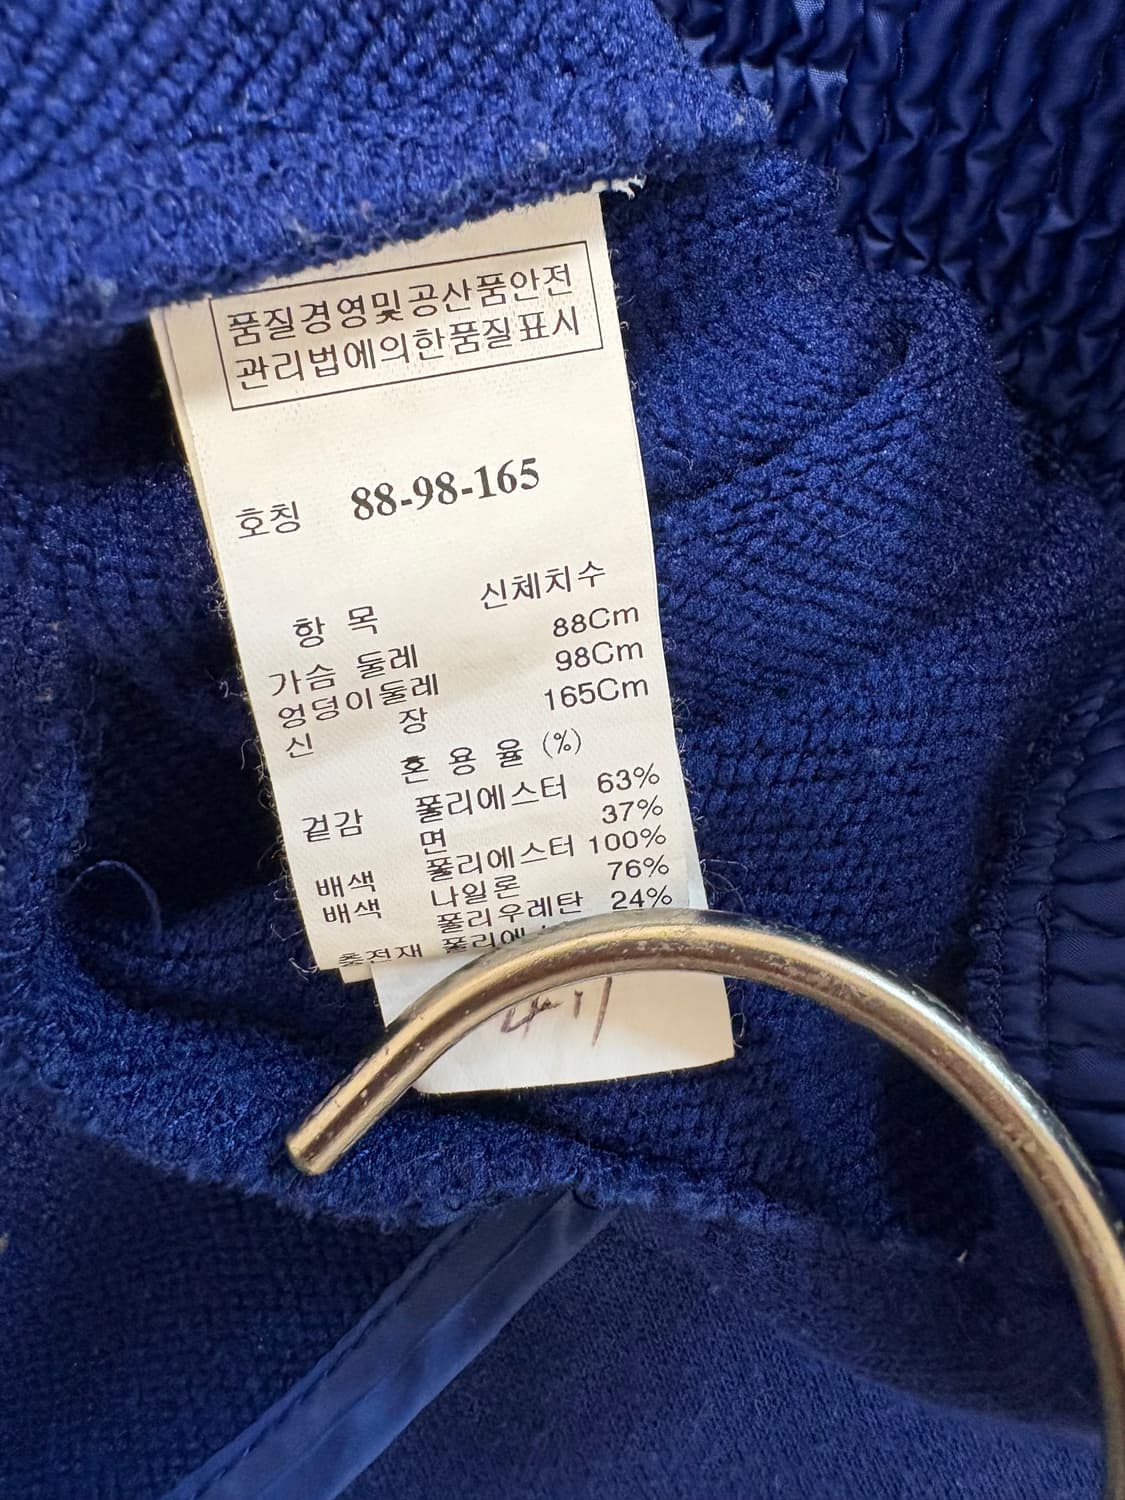 품질경영및공산품안전
관리법에의한품질표시
호칭 88-98-165
항 목 신체치수
가슴 둘레 88Cm
엉덩이둘레 98Cm
신 장 165Cm
혼 용 율 (%)
겉감 폴리에스터 63%
면 37%
배색 폴리에스터 100%
배색 나일론 76%
폴리우레탄 24%
충전재